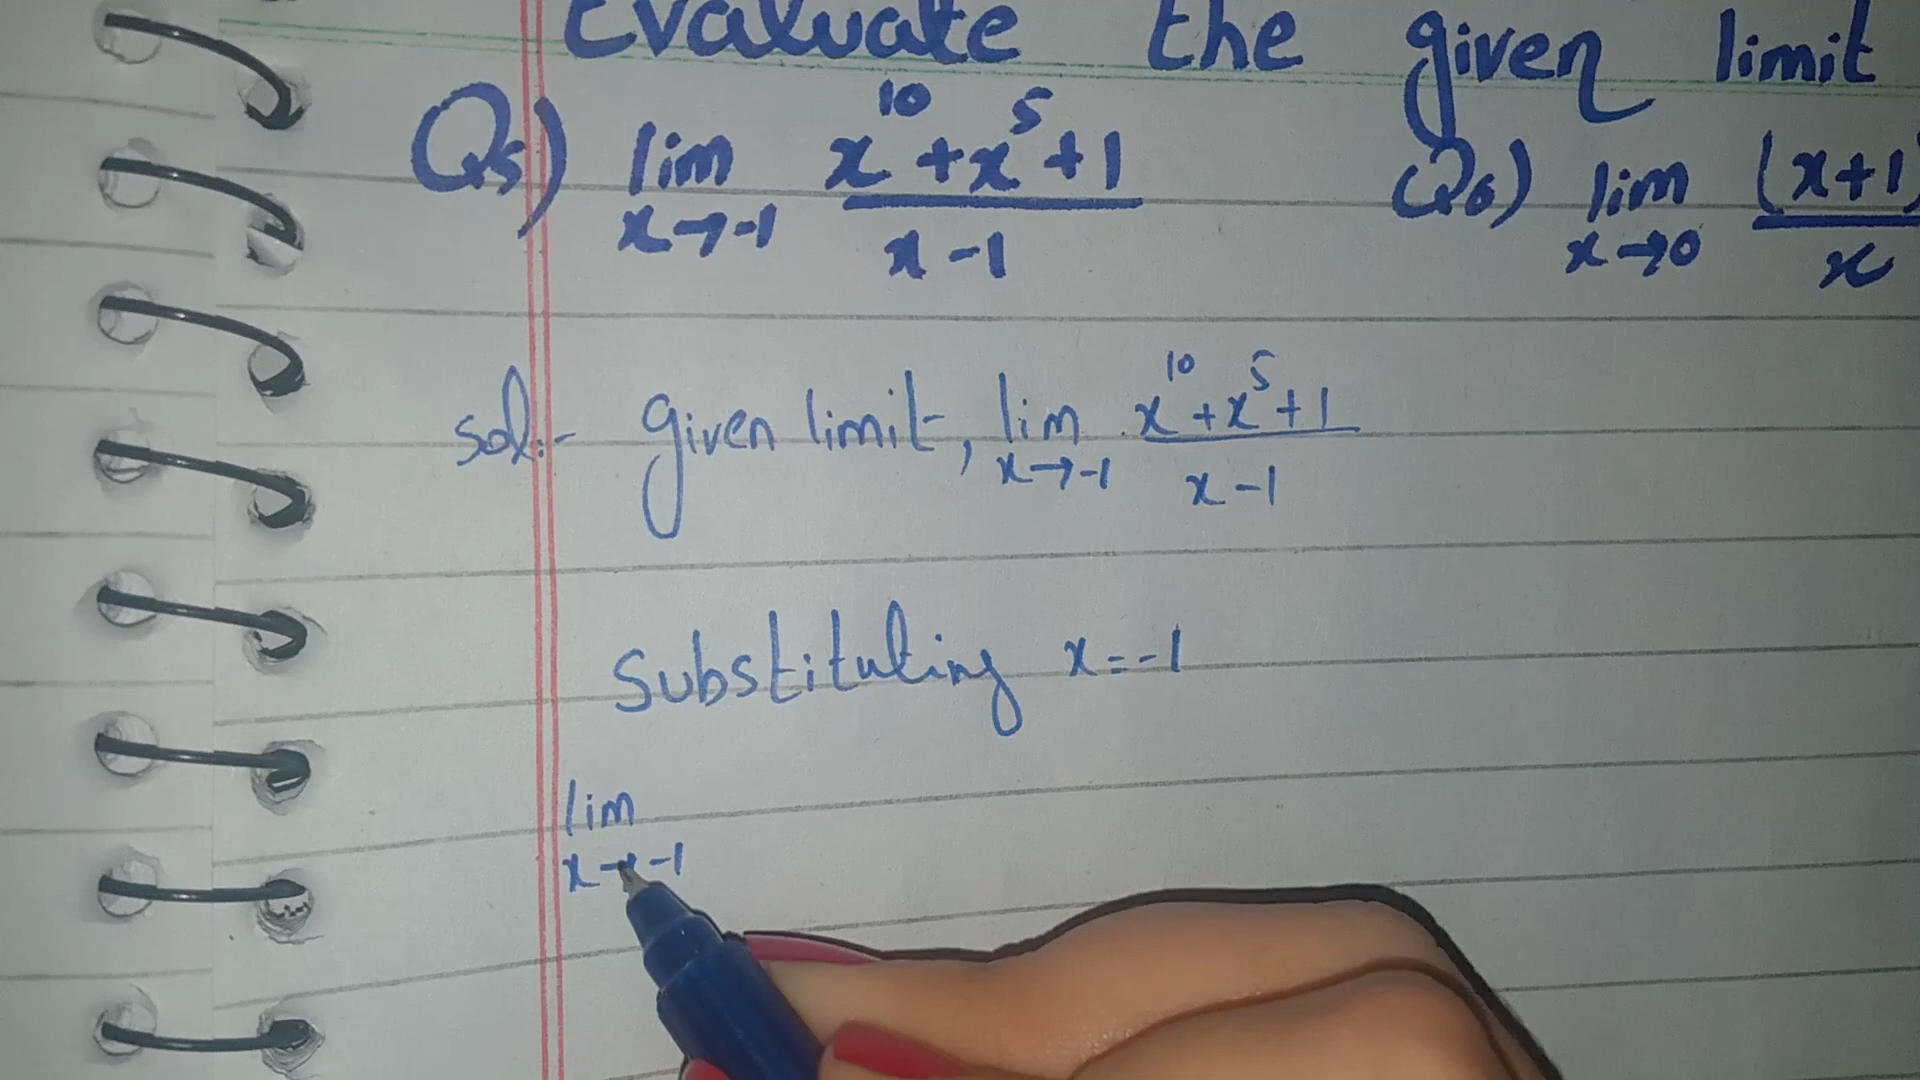 Evaluate the given limit
Q5) lim x→-1 x^10+x^5+1 / x-1
Q6) lim x→0 (x+1) / x
Sol:- given limit, lim x→-1 x^10+x^5+1 / x-1
Substituting x=-1
lim x→-1